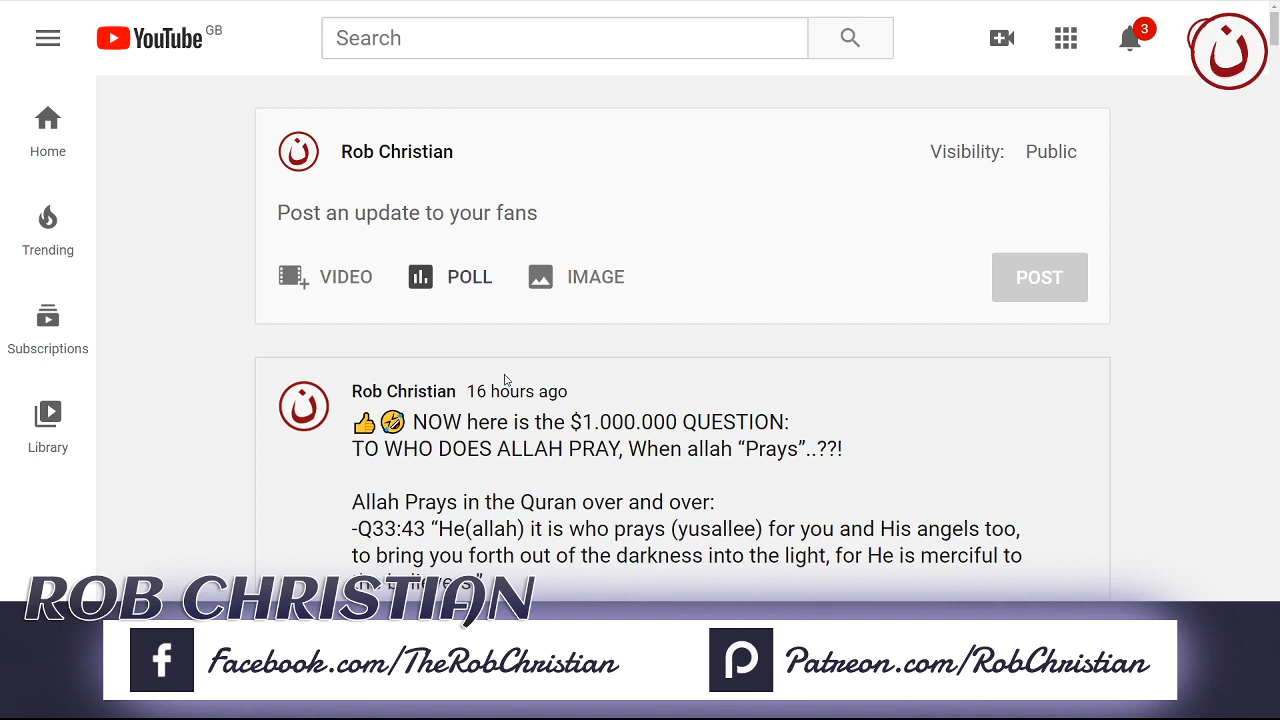 YouTube GB
Search
3
ن
Home
Trending
Subscriptions
Library
ن
Rob Christian
Visibility: Public
Post an update to your fans
VIDEO
POLL
IMAGE
POST
ن
Rob Christian 16 hours ago
👍🤣 NOW here is the $1.000.000 QUESTION:
TO WHO DOES ALLAH PRAY, When allah “Prays”..??!
Allah Prays in the Quran over and over:
-Q33:43 “He(allah) it is who prays (yusallee) for you and His angels too,
to bring you forth out of the darkness into the light, for He is merciful to
ROB CHRISTIAN
Facebook.com/TheRobChristian
Patreon.com/RobChristian